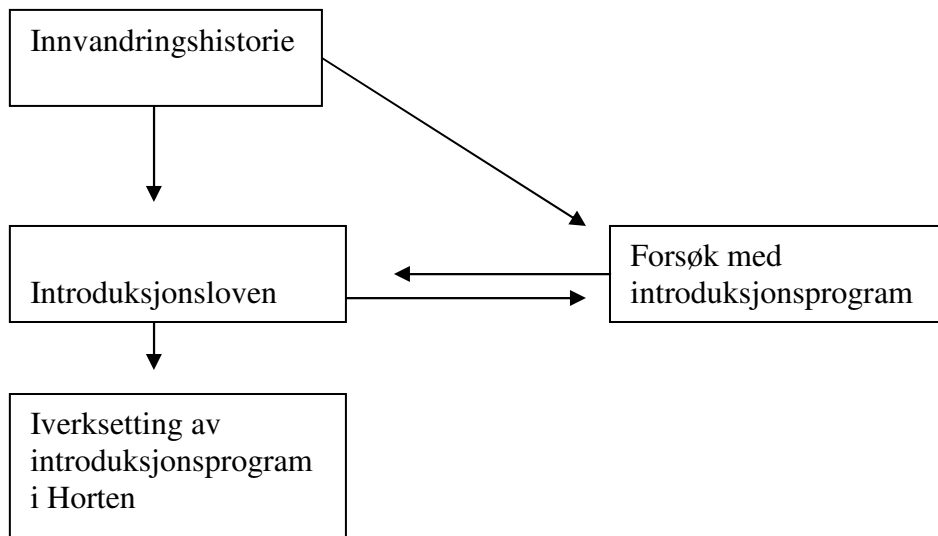 Innvandringshistorie
Introduksjonsloven
Forsøk med
introduksjonsprogram
Iverksetting av
introduksjonsprogram
i Horten